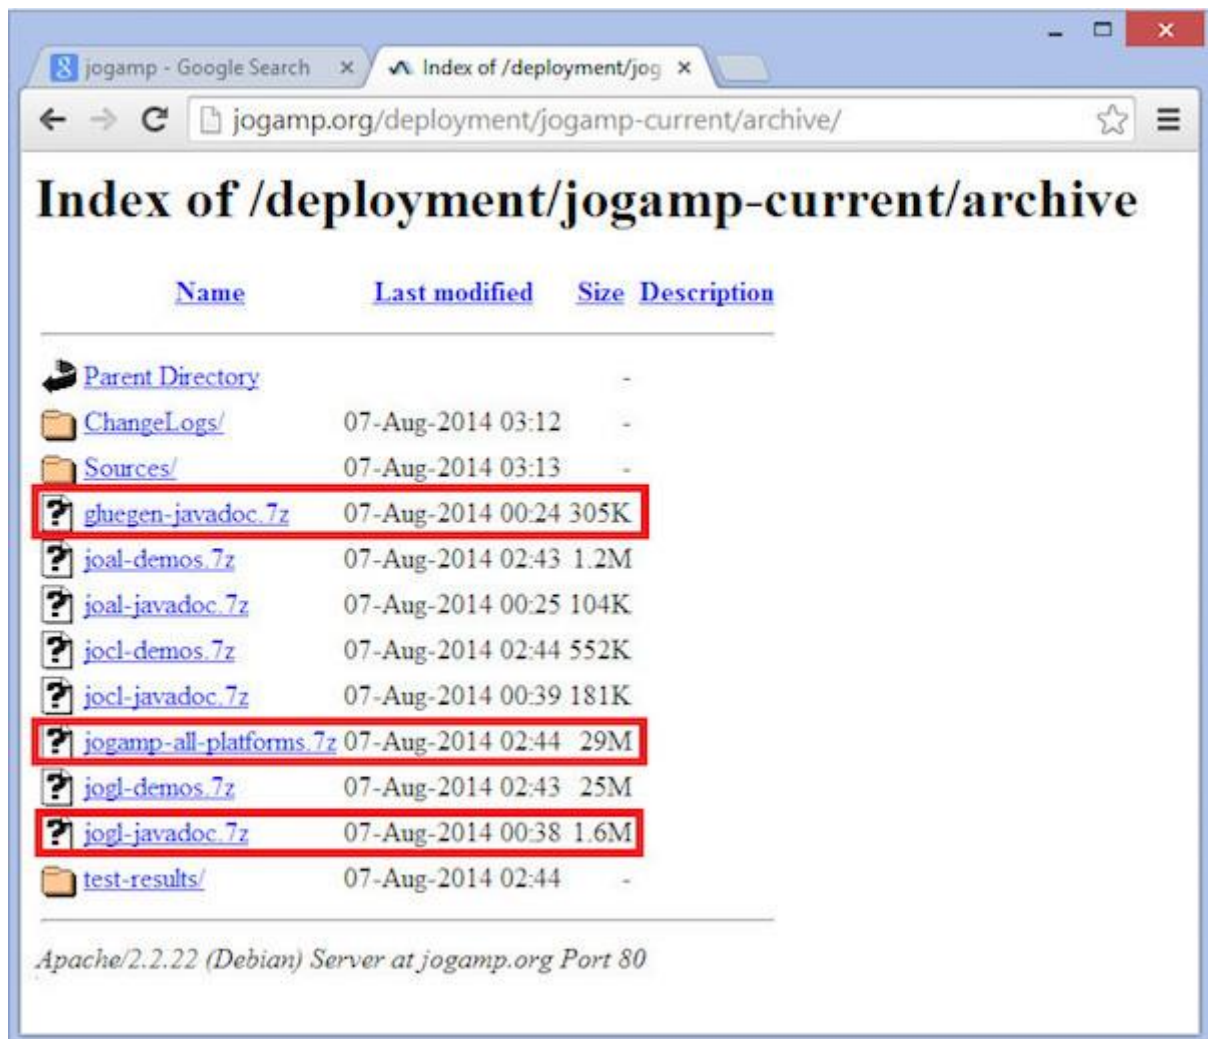 jogamp - Google Search
Index of /deployment/jog
jogamp.org/deployment/jogamp-current/archive/
Index of /deployment/jogamp-current/archive
Name Last modified Size Description
Parent Directory -
ChangeLogs/ 07-Aug-2014 03:12 -
Sources/ 07-Aug-2014 03:13 -
gluegen-javadoc.7z 07-Aug-2014 00:24 305K
joal-demos.7z 07-Aug-2014 02:43 1.2M
joal-javadoc.7z 07-Aug-2014 00:25 104K
jocl-demos.7z 07-Aug-2014 02:44 552K
jocl-javadoc.7z 07-Aug-2014 00:39 181K
jogamp-all-platforms.7z 07-Aug-2014 02:44 29M
jogl-demos.7z 07-Aug-2014 02:43 25M
jogl-javadoc.7z 07-Aug-2014 00:38 1.6M
test-results/ 07-Aug-2014 02:44 -
Apache/2.2.22 (Debian) Server at jogamp.org Port 80